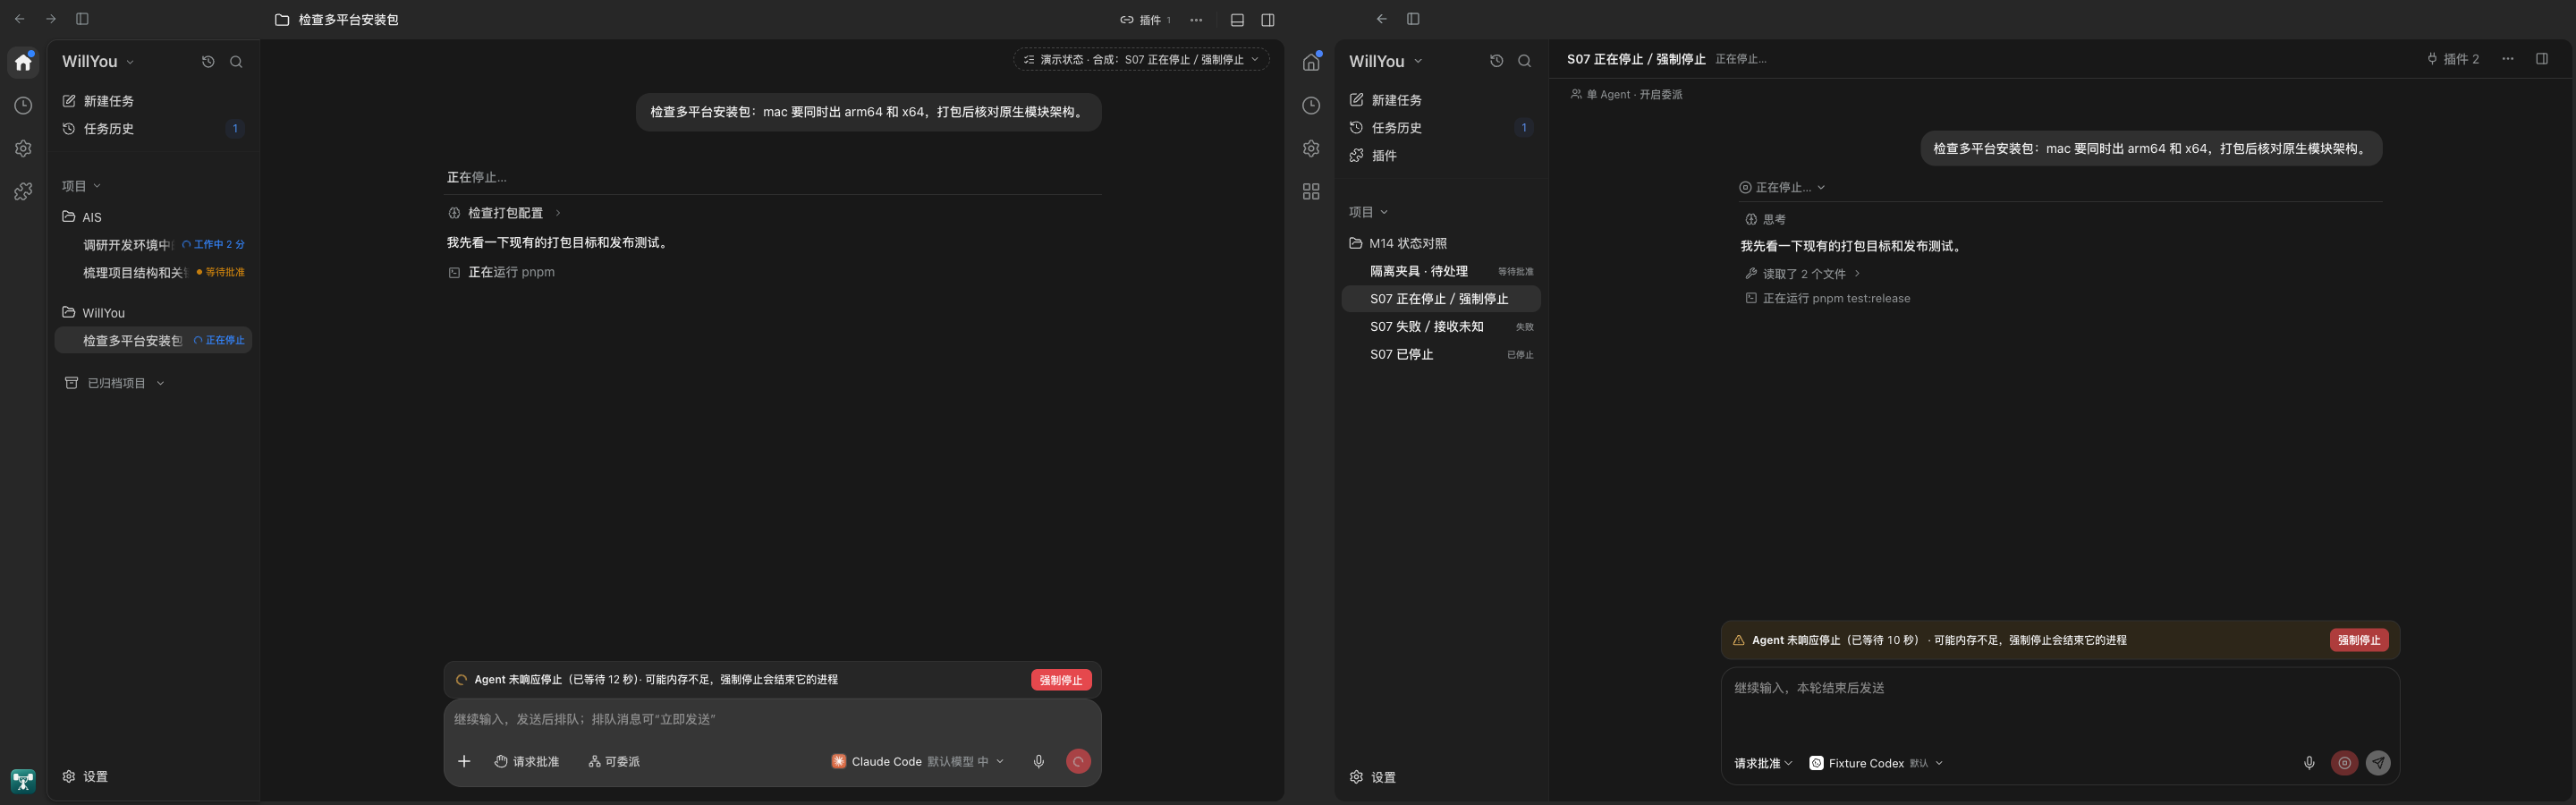 检查多平台安装包
插件 1
WillYou
新建任务
任务历史 1
项目
AIS
调研开发环境中 工作中 2 分
梳理项目结构和关 等待批准
WillYou
检查多平台安装包 正在停止
已归档项目
设置
演示状态 · 合成：S07 正在停止 / 强制停止
检查多平台安装包：mac 要同时出 arm64 和 x64，打包后核对原生模块架构。
正在停止...
检查打包配置
我先看一下现有的打包目标和发布测试。
正在运行 pnpm
Agent 未响应停止（已等待 12 秒）· 可能内存不足，强制停止会结束它的进程 强制停止
继续输入，发送后排队；排队消息可“立即发送”
请求批准 可委派 Claude Code 默认模型 中
WillYou
新建任务
任务历史 1
插件
项目
M14 状态对照
隔离夹具 · 待处理 等待批准
S07 正在停止 / 强制停止
S07 失败 / 接收未知 失败
S07 已停止 已停止
设置
S07 正在停止 / 强制停止 正在停止...
插件 2
单 Agent · 开启委派
检查多平台安装包：mac 要同时出 arm64 和 x64，打包后核对原生模块架构。
正在停止...
思考
我先看一下现有的打包目标和发布测试。
读取了 2 个文件
正在运行 pnpm test:release
Agent 未响应停止（已等待 10 秒） · 可能内存不足，强制停止会结束它的进程 强制停止
继续输入，本轮结束后发送
请求批准 Fixture Codex 默认